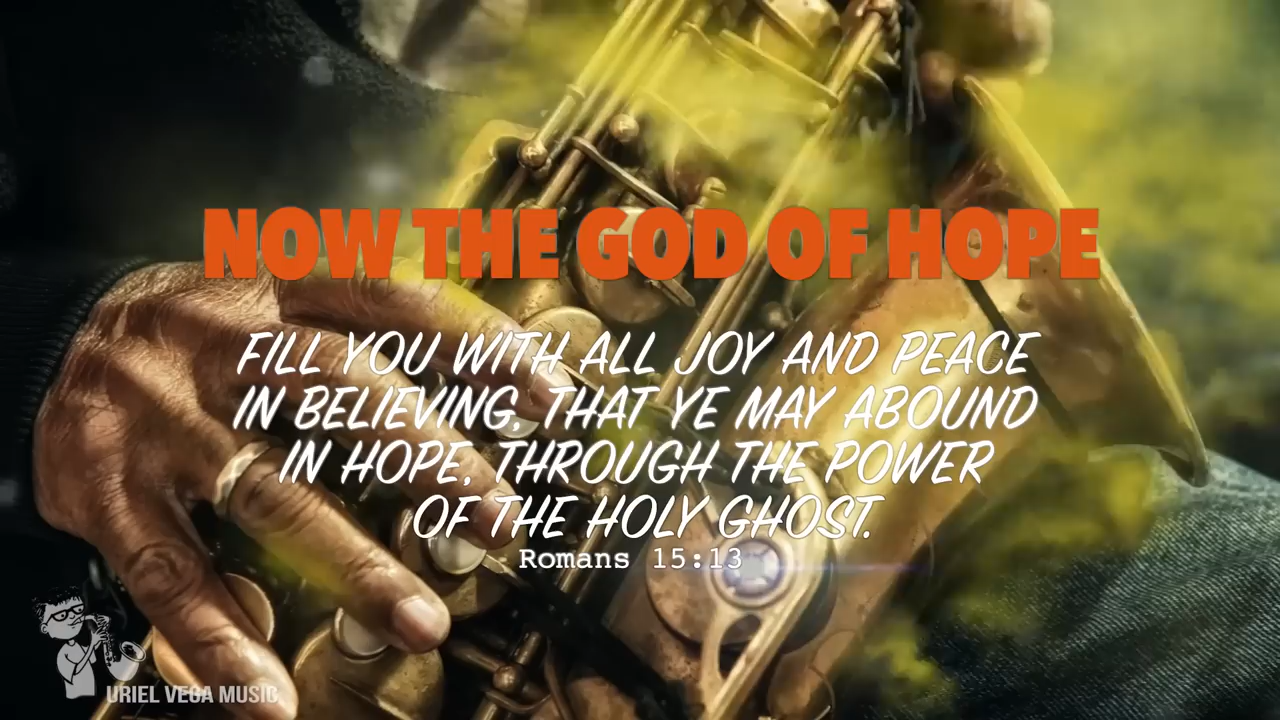 NOW THE GOD OF HOPE
FILL YOU WITH ALL JOY AND PEACE
IN BELIEVING, THAT YE MAY ABOUND
IN HOPE, THROUGH THE POWER
OF THE HOLY GHOST.
Romans 15:13
URIEL VEGA MUSIC